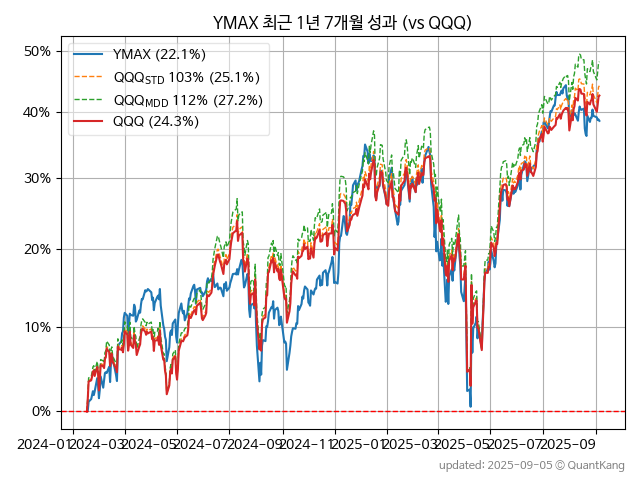 YMAX 최근 1년 7개월 성과 (vs QQQ)
YMAX (22.1%)
QQQSTD 103% (25.1%)
QQQMDD 112% (27.2%)
QQQ (24.3%)
50%
40%
30%
20%
10%
0%
2024-01 2024-03 2024-05 2024-07 2024-09 2024-11 2025-01 2025-03 2025-05 2025-07 2025-09
updated: 2025-09-05 © QuantKang